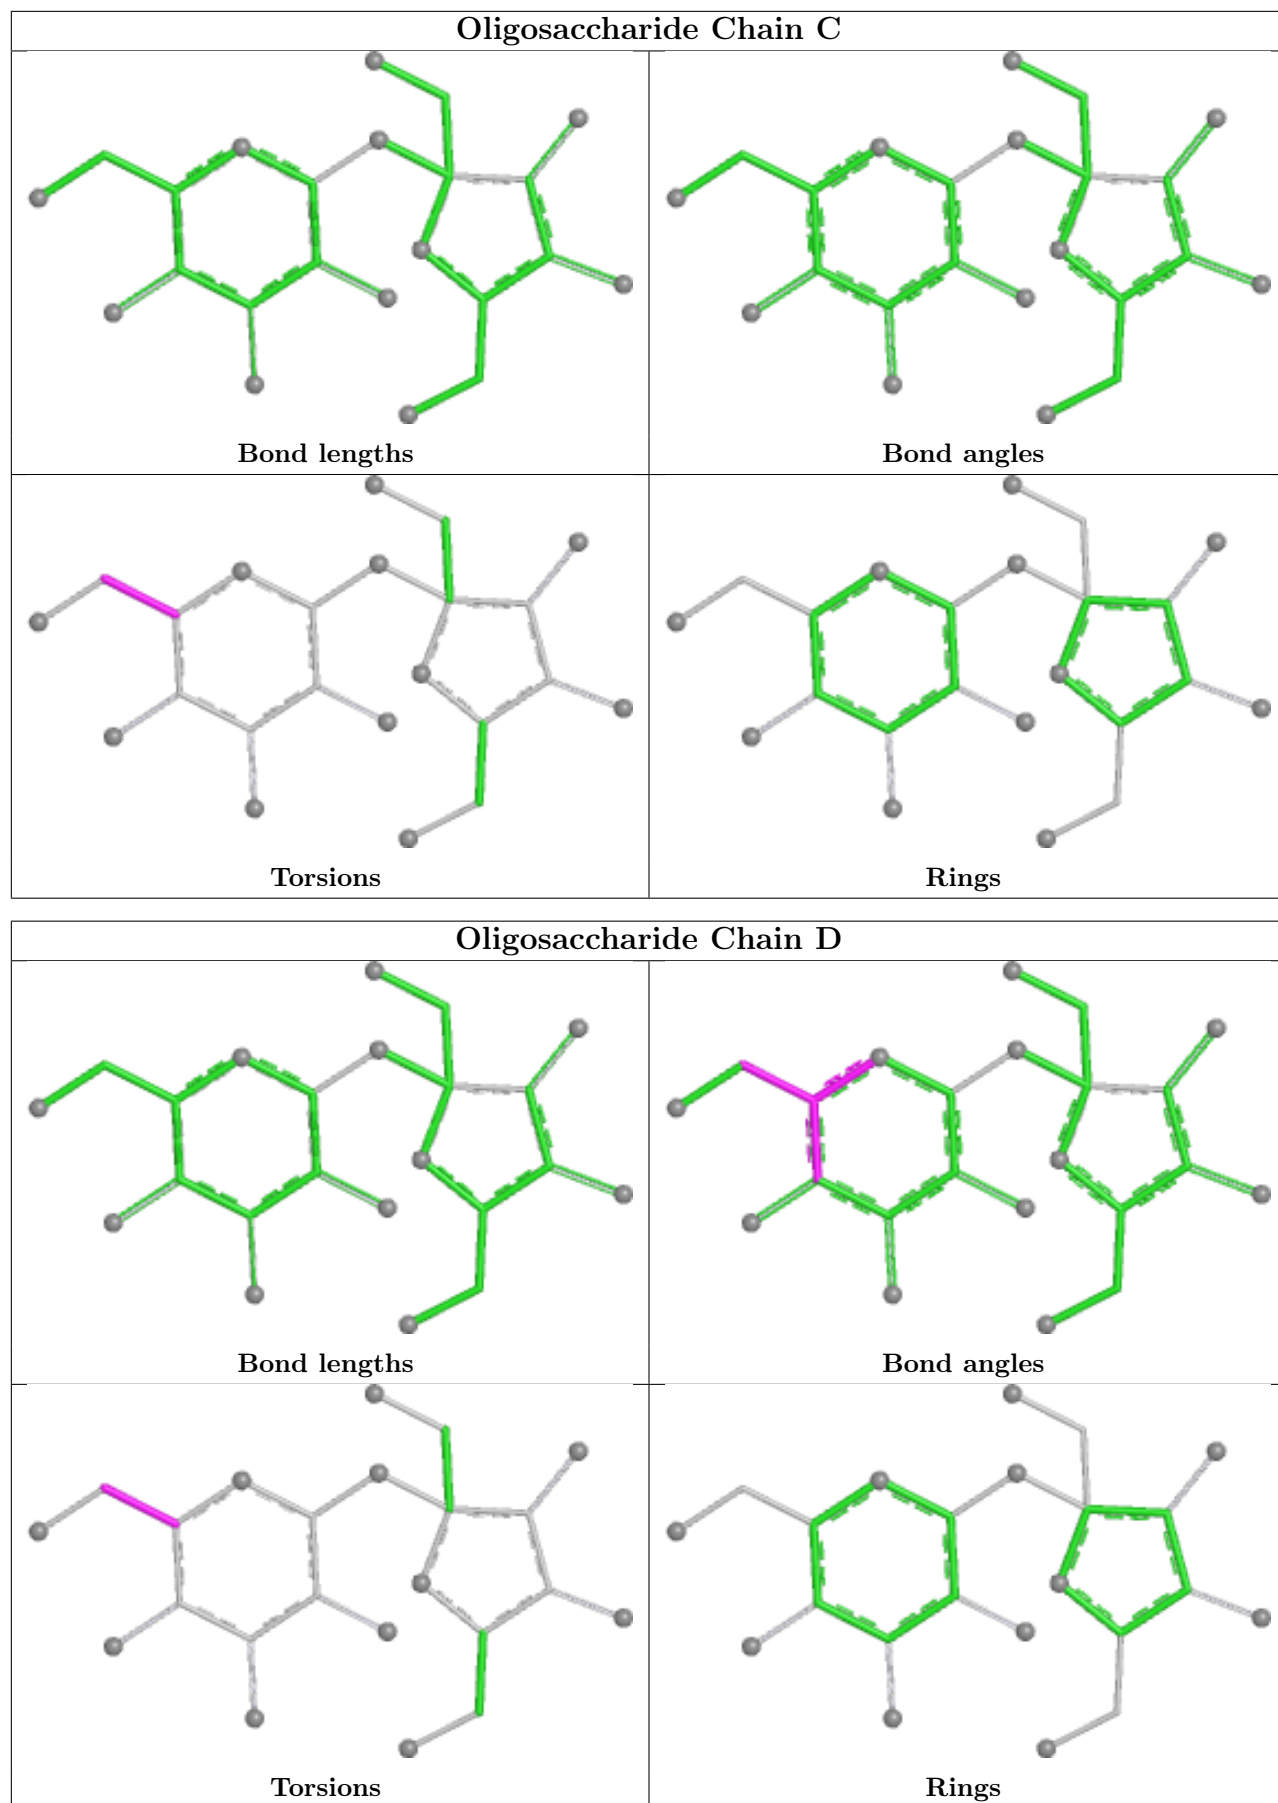 Oligosaccharide Chain C
Bond lengths
Bond angles
Torsions
Rings
Oligosaccharide Chain D
Bond lengths
Bond angles
Torsions
Rings